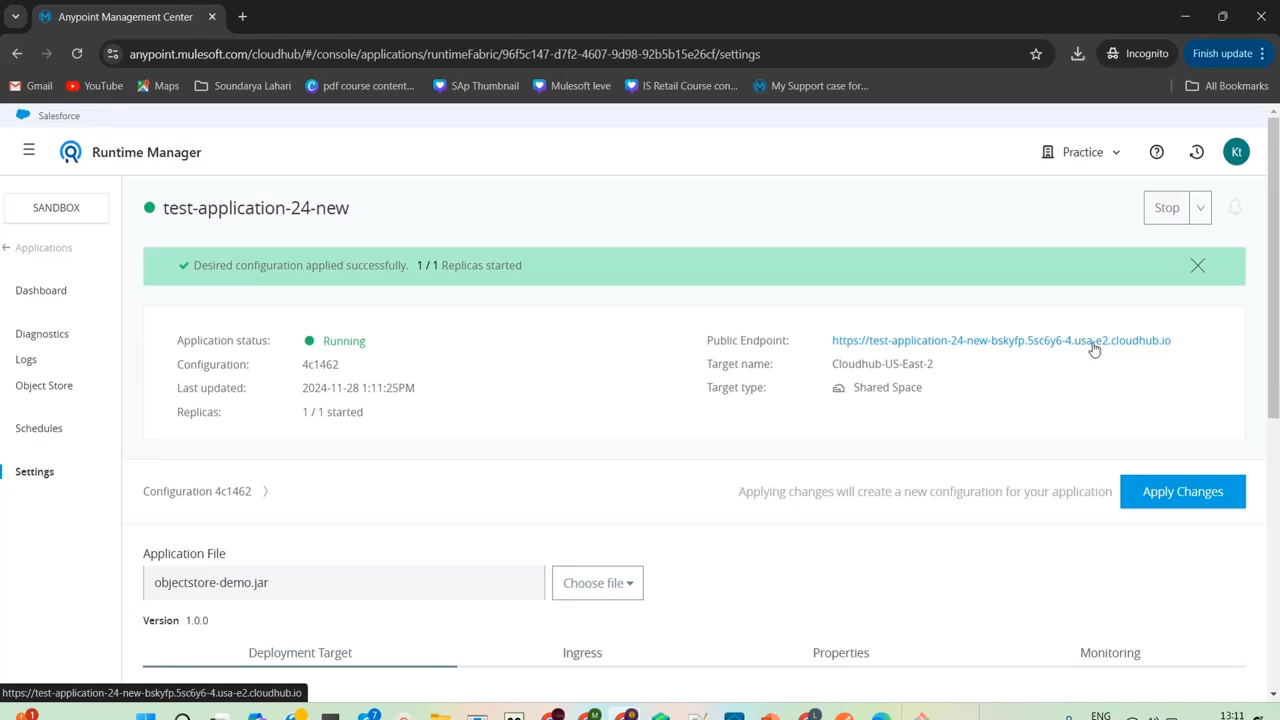 Anypoint Management Center
anypoint.mulesoft.com/cloudhub/#/console/applications/runtimeFabric/96f5c147-d7f2-4607-9d98-92b5b15e26cf/settings
Incognito
Finish update
Gmail
YouTube
Maps
Soundarya Lahari
pdf course content...
SAp Thumbnail
Mulesoft leve
IS Retail Course con...
My Support case for...
All Bookmarks
Salesforce
Runtime Manager
Practice
Kt
SANDBOX
test-application-24-new
Stop
Applications
Desired configuration applied successfully. 1 / 1 Replicas started
Dashboard
Diagnostics
Logs
Object Store
Schedules
Settings
Application status: Running
Configuration: 4c1462
Last updated: 2024-11-28 1:11:25PM
Replicas: 1 / 1 started
Public Endpoint: https://test-application-24-new-bskyfp.5sc6y6-4.usa-e2.cloudhub.io
Target name: Cloudhub-US-East-2
Target type: Shared Space
Configuration 4c1462
Applying changes will create a new configuration for your application
Apply Changes
Application File
objectstore-demo.jar
Choose file
Version 1.0.0
Deployment Target
Ingress
Properties
Monitoring
https://test-application-24-new-bskyfp.5sc6y6-4.usa-e2.cloudhub.io
1
7
ENG
13:11